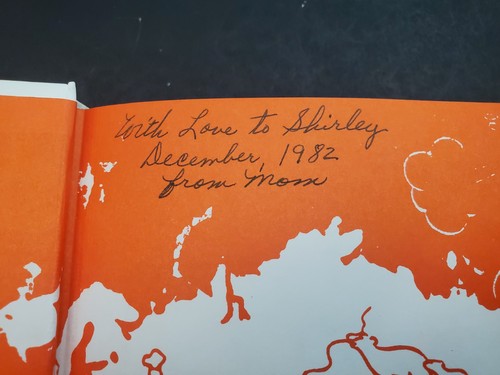 With Love to Shirley
December, 1982
from Mom